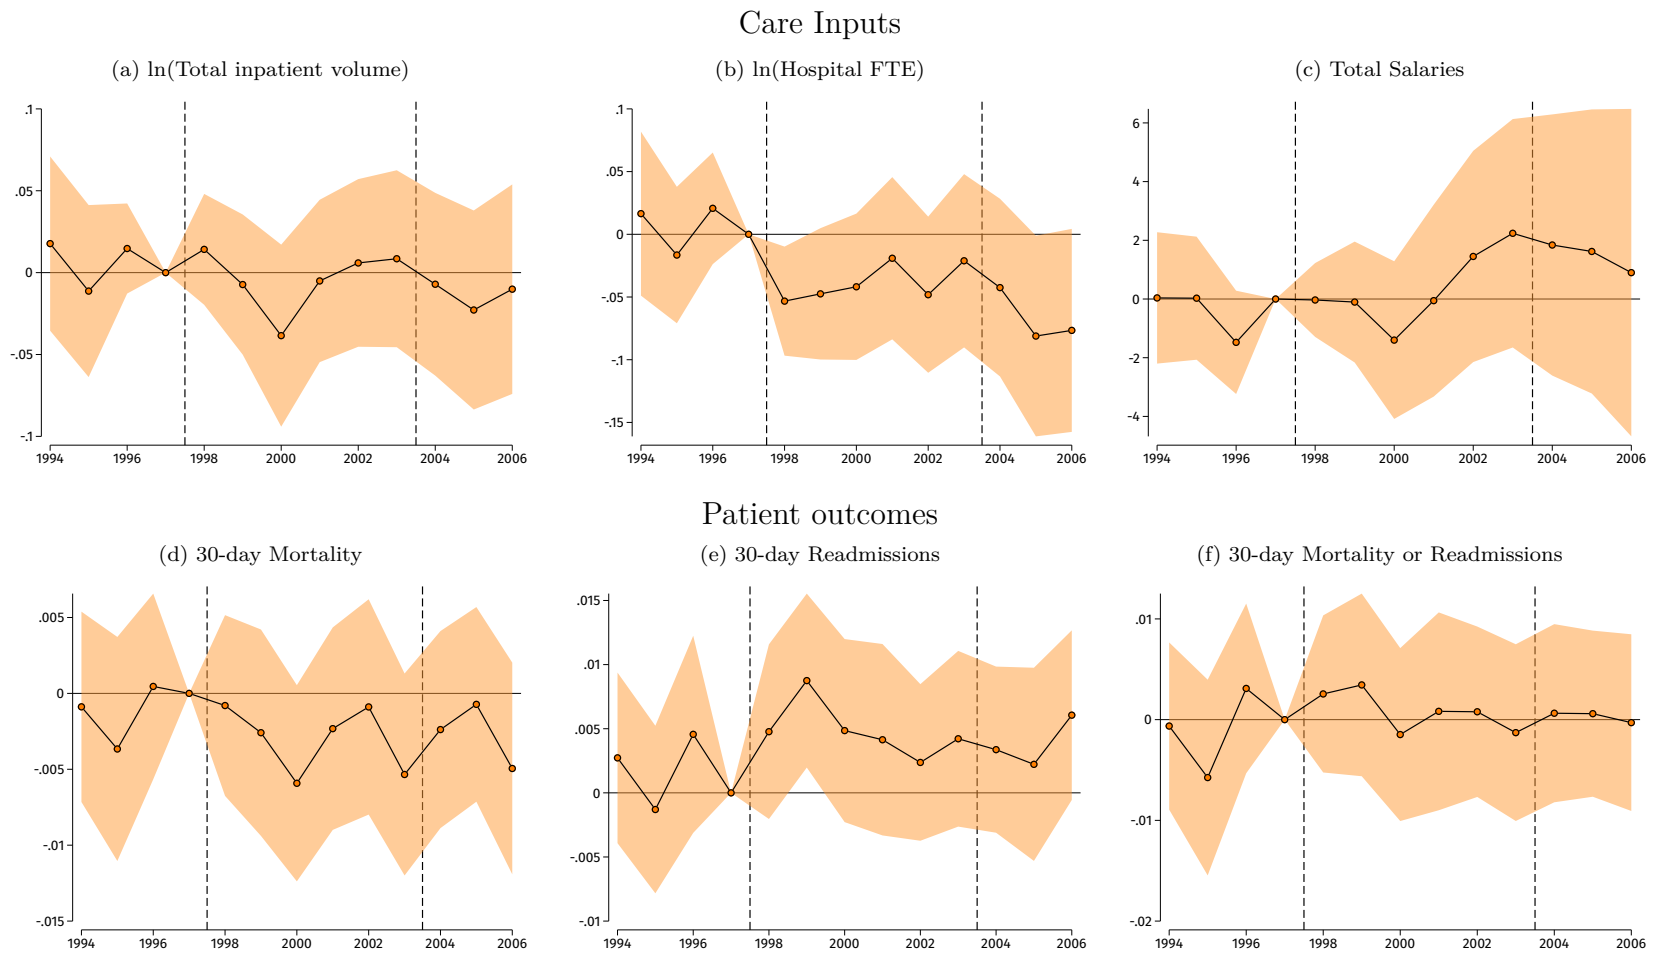 Care Inputs
(a) ln(Total inpatient volume)
.1
.05
0
-.05
-.1
1994 1996 1998 2000 2002 2004 2006
(b) ln(Hospital FTE)
.1
.05
0
-.05
-.1
-.15
1994 1996 1998 2000 2002 2004 2006
(c) Total Salaries
6
4
2
0
-2
-4
1994 1996 1998 2000 2002 2004 2006
Patient outcomes
(d) 30-day Mortality
.005
0
-.005
-.01
-.015
1994 1996 1998 2000 2002 2004 2006
(e) 30-day Readmissions
.015
.01
.005
0
-.005
-.01
1994 1996 1998 2000 2002 2004 2006
(f) 30-day Mortality or Readmissions
.01
0
-.01
-.02
1994 1996 1998 2000 2002 2004 2006